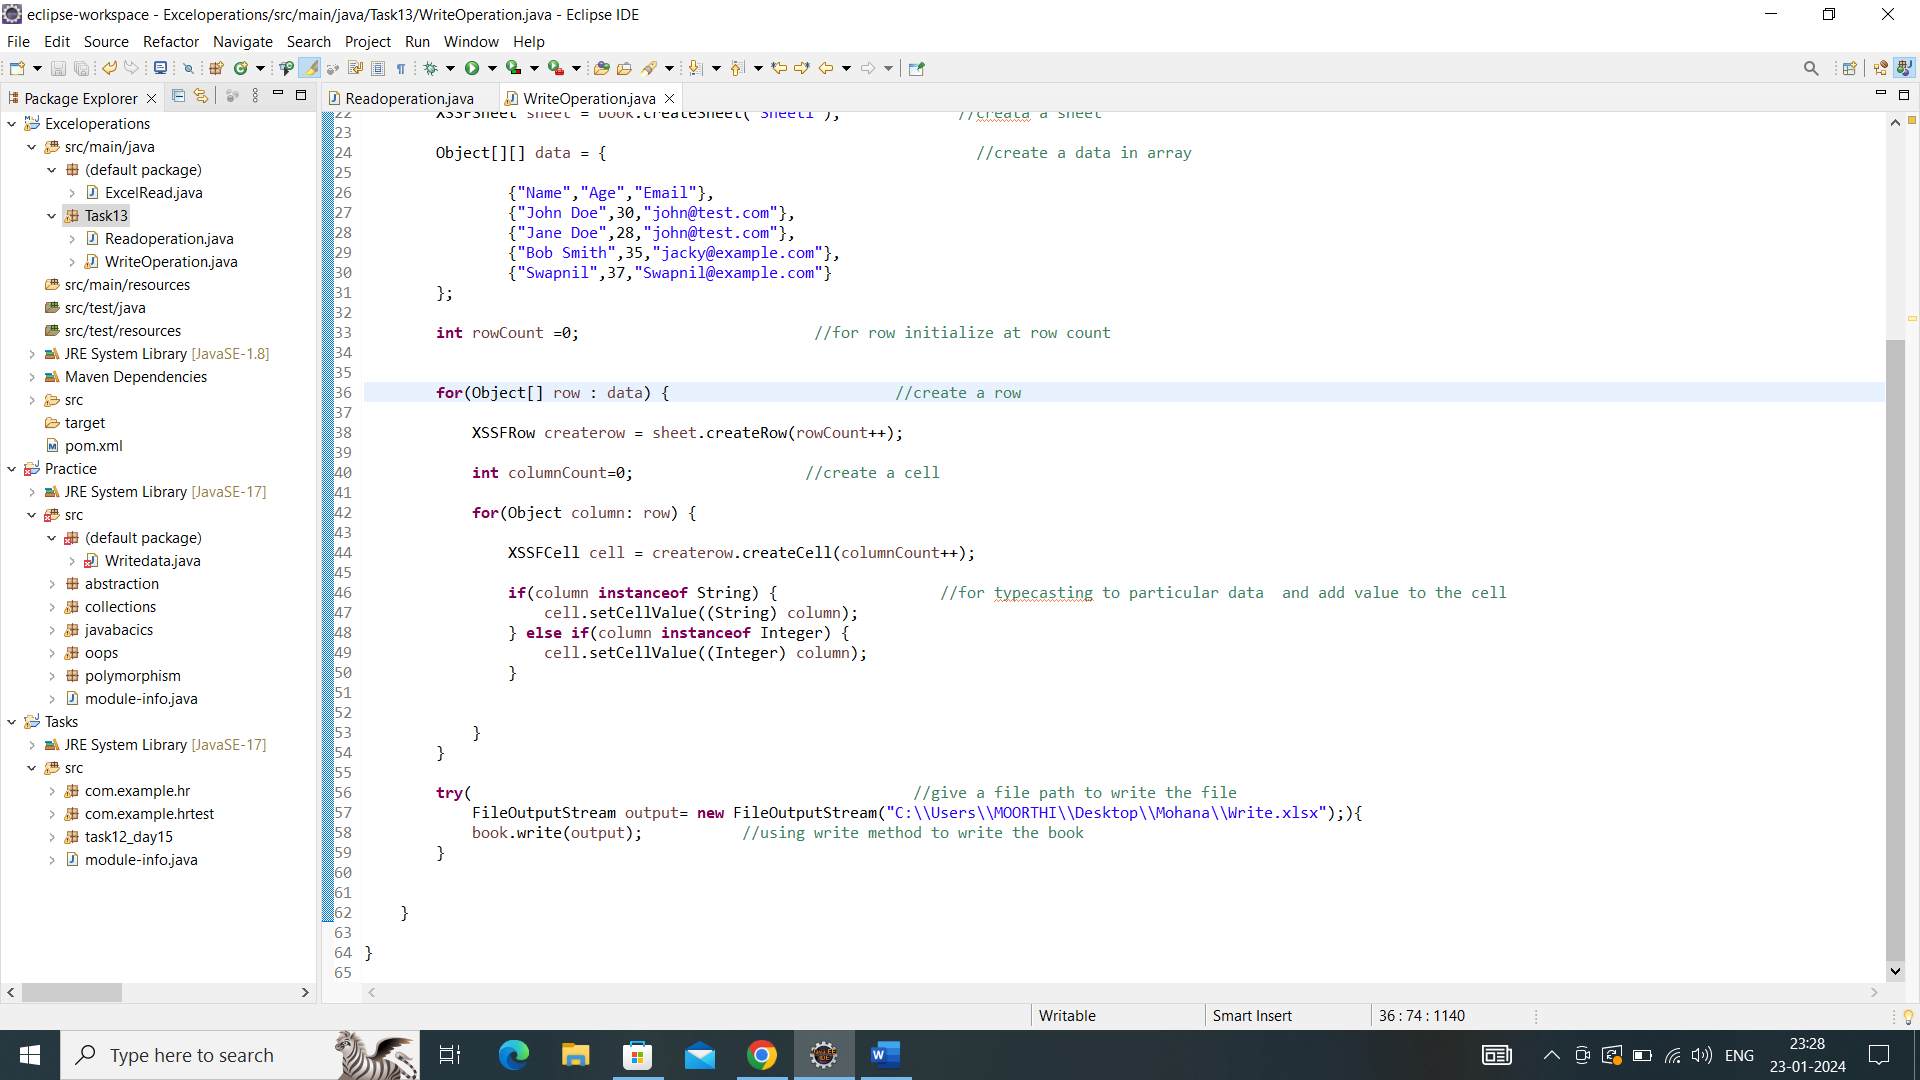 eclipse-workspace - Exceloperations/src/main/java/Task13/WriteOperation.java - Eclipse IDE
File Edit Source Refactor Navigate Search Project Run Window Help
Package Explorer
Exceloperations
src/main/java
(default package)
ExcelRead.java
Task13
Readoperation.java
WriteOperation.java
src/main/resources
src/test/java
src/test/resources
JRE System Library [JavaSE-1.8]
Maven Dependencies
src
target
pom.xml
Practice
JRE System Library [JavaSE-17]
src
(default package)
Writedata.java
abstraction
collections
javabacics
oops
polymorphism
module-info.java
Tasks
JRE System Library [JavaSE-17]
src
com.example.hr
com.example.hrtest
task12_day15
module-info.java
Readoperation.java WriteOperation.java
22 XSSFSheet sheet = book.createSheet("Sheet1"); //creata a sheet
23
24 Object[][] data = { //create a data in array
25
26 {"Name","Age","Email"},
27 {"John Doe",30,"john@test.com"},
28 {"Jane Doe",28,"john@test.com"},
29 {"Bob Smith",35,"jacky@example.com"},
30 {"Swapnil",37,"Swapnil@example.com"}
31 };
32
33 int rowCount =0; //for row initialize at row count
34
35
36 for(Object[] row : data) { //create a row
37
38 XSSFRow createrow = sheet.createRow(rowCount++);
39
40 int columnCount=0; //create a cell
41
42 for(Object column: row) {
43
44 XSSFCell cell = createrow.createCell(columnCount++);
45
46 if(column instanceof String) { //for typecasting to particular data  and add value to the cell
47 cell.setCellValue((String) column);
48 } else if(column instanceof Integer) {
49 cell.setCellValue((Integer) column);
50 }
51
52
53 }
54 }
55
56 try( //give a file path to write the file
57 FileOutputStream output= new FileOutputStream("C:\\Users\\MOORTHI\\Desktop\\Mohana\\Write.xlsx");){
58 book.write(output); //using write method to write the book
59 }
60
61
62 }
63
64 }
65
Writable Smart Insert 36 : 74 : 1140
Type here to search
ENG
23:28
23-01-2024